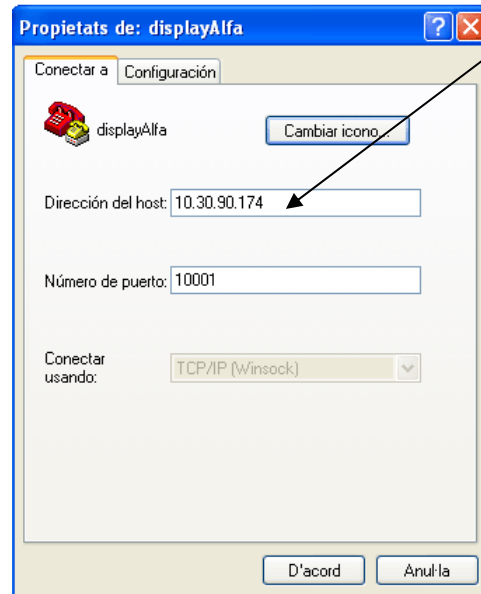 Propietats de: displayAlfa
Conectar a Configuración
displayAlfa Cambiar icono...
Dirección del host: 10.30.90.174
Número de puerto: 10001
Conectar
usando: TCP/IP (Winsock)
D'acord Anul·la